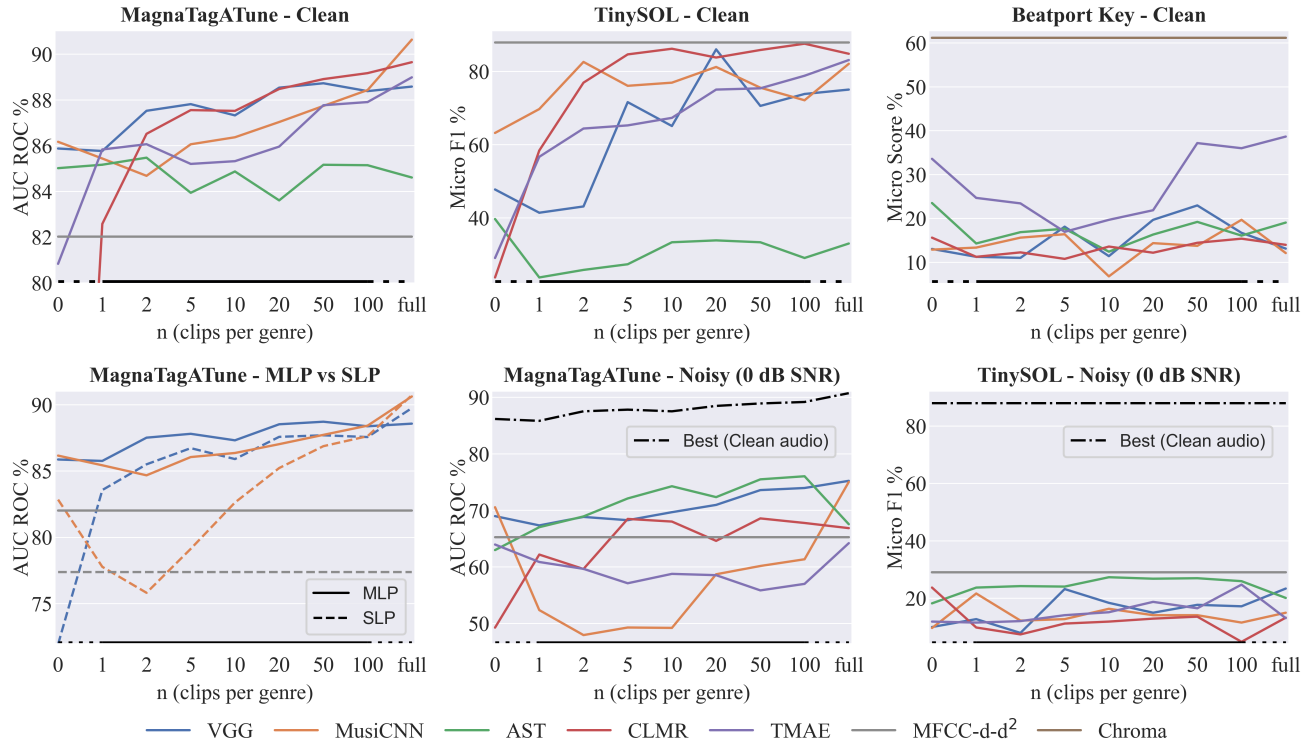 MagnaTagATune - Clean
AUC ROC %
90
88
86
84
82
80
0 1 2 5 10 20 50 100 full
n (clips per genre)
TinySOL - Clean
Micro F1 %
80
60
40
0 1 2 5 10 20 50 100 full
n (clips per genre)
Beatport Key - Clean
Micro Score %
60
50
40
30
20
10
0 1 2 5 10 20 50 100 full
n (clips per genre)
MagnaTagATune - MLP vs SLP
AUC ROC %
90
85
80
75
MLP
SLP
0 1 2 5 10 20 50 100 full
n (clips per genre)
MagnaTagATune - Noisy (0 dB SNR)
AUC ROC %
90
80
70
60
50
Best (Clean audio)
0 1 2 5 10 20 50 100 full
n (clips per genre)
TinySOL - Noisy (0 dB SNR)
Micro F1 %
80
60
40
20
Best (Clean audio)
0 1 2 5 10 20 50 100 full
n (clips per genre)
VGG MusiCNN AST CLMR TMAE MFCC-d-d² Chroma